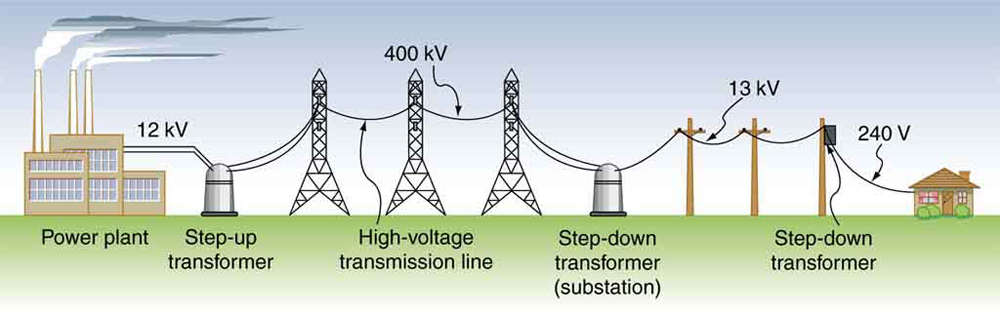 400 kV
13 kV
12 kV
240 V
Power plant
Step-up
transformer
High-voltage
transmission line
Step-down
transformer
(substation)
Step-down
transformer